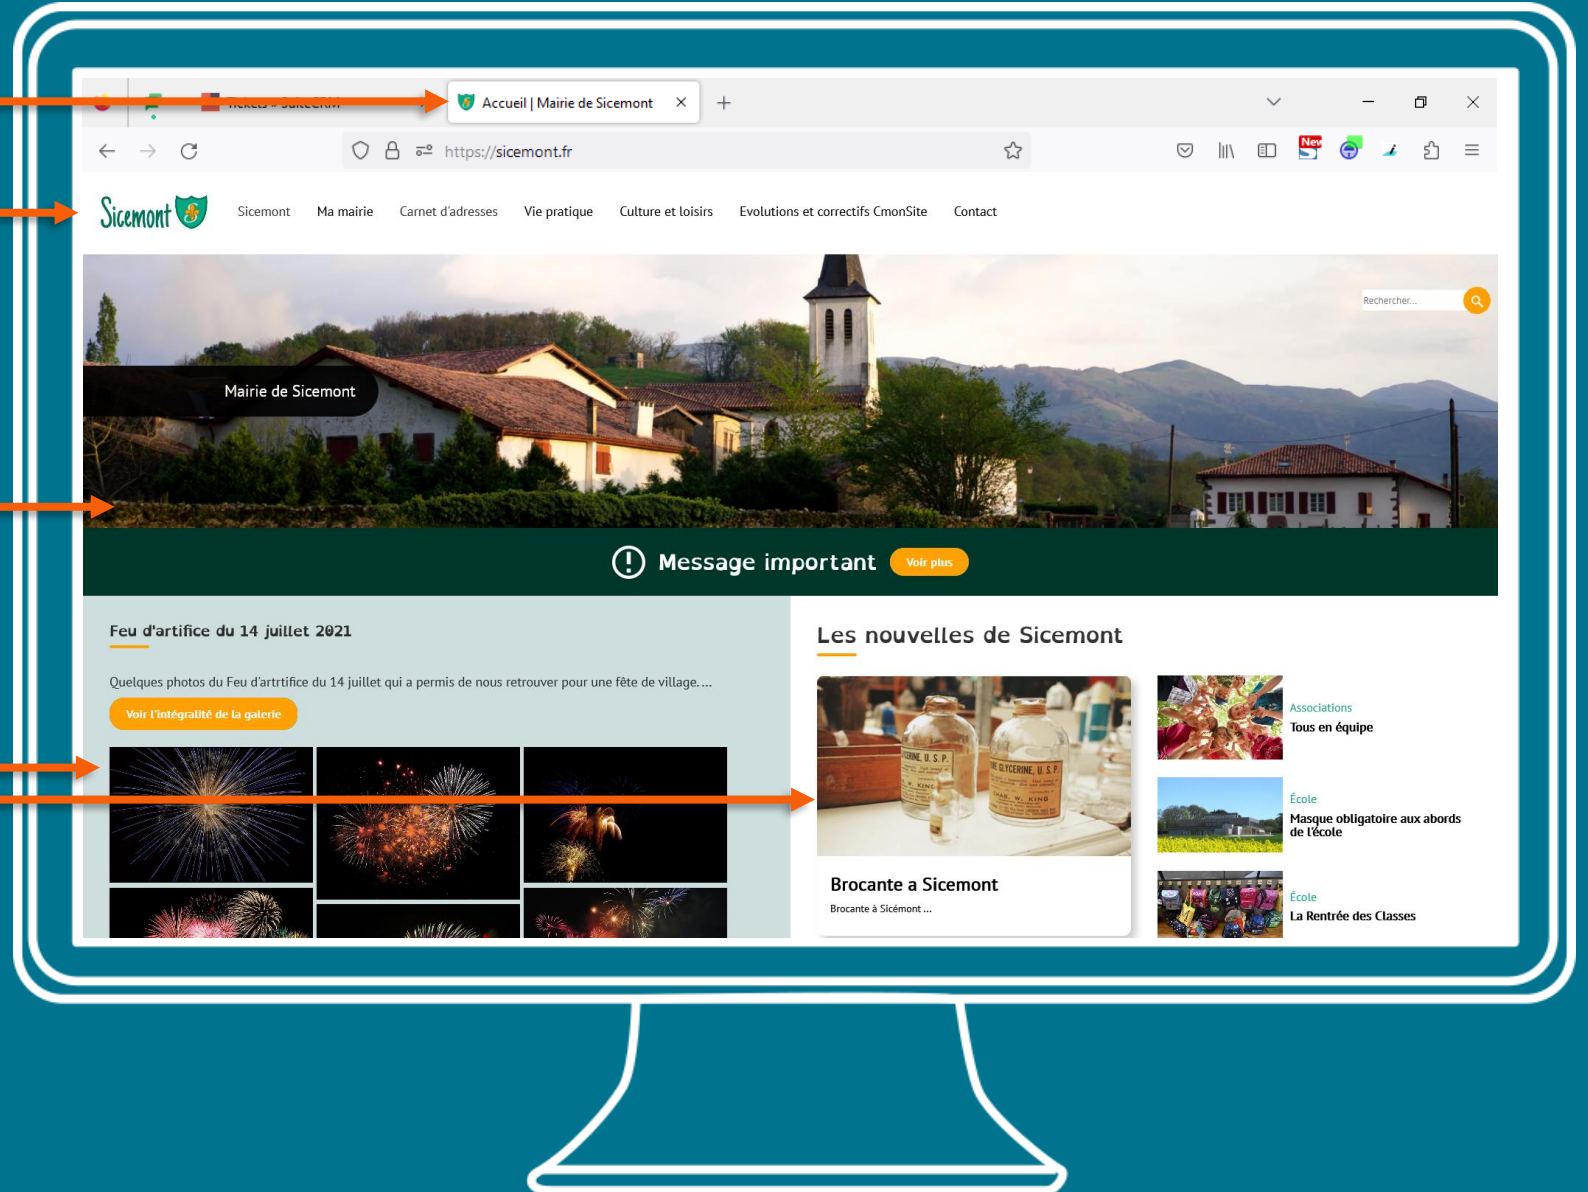 Tickets » SuiteCRM
Accueil | Mairie de Sicemont
https://sicemont.fr
New
Sicemont
Sicemont Ma mairie Carnet d'adresses Vie pratique Culture et loisirs Evolutions et correctifs CmonSite Contact
Rechercher...
Mairie de Sicemont
Message important Voir plus
Feu d'artifice du 14 juillet 2021
Quelques photos du Feu d'artrtifice du 14 juillet qui a permis de nous retrouver pour une fête de village....
Voir l'intégralité de la galerie
Les nouvelles de Sicemont
Brocante a Sicemont
Brocante à Sicémont ...
Associations
Tous en équipe
École
Masque obligatoire aux abords
de l'école
École
La Rentrée des Classes